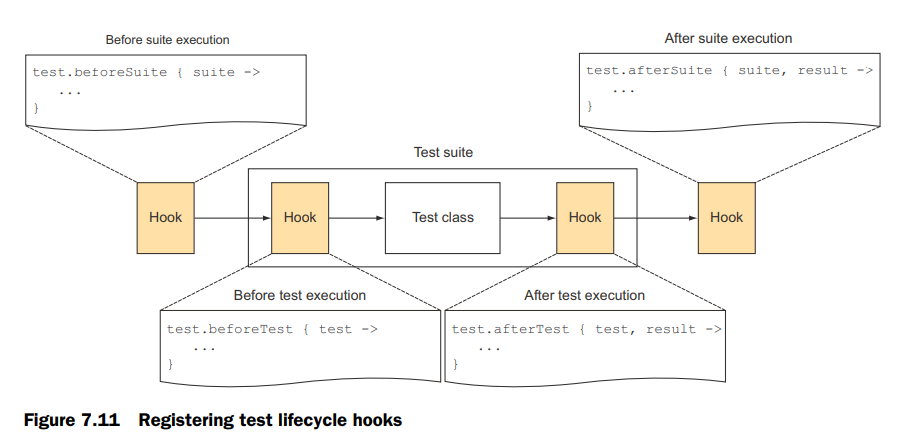 Before suite execution
After suite execution
test.beforeSuite { suite ->
...
}
test.afterSuite { suite, result ->
...
}
Test suite
Hook
Hook
Test class
Hook
Hook
Before test execution
After test execution
test.beforeTest { test ->
...
}
test.afterTest { test, result ->
...
}
Figure 7.11 Registering test lifecycle hooks